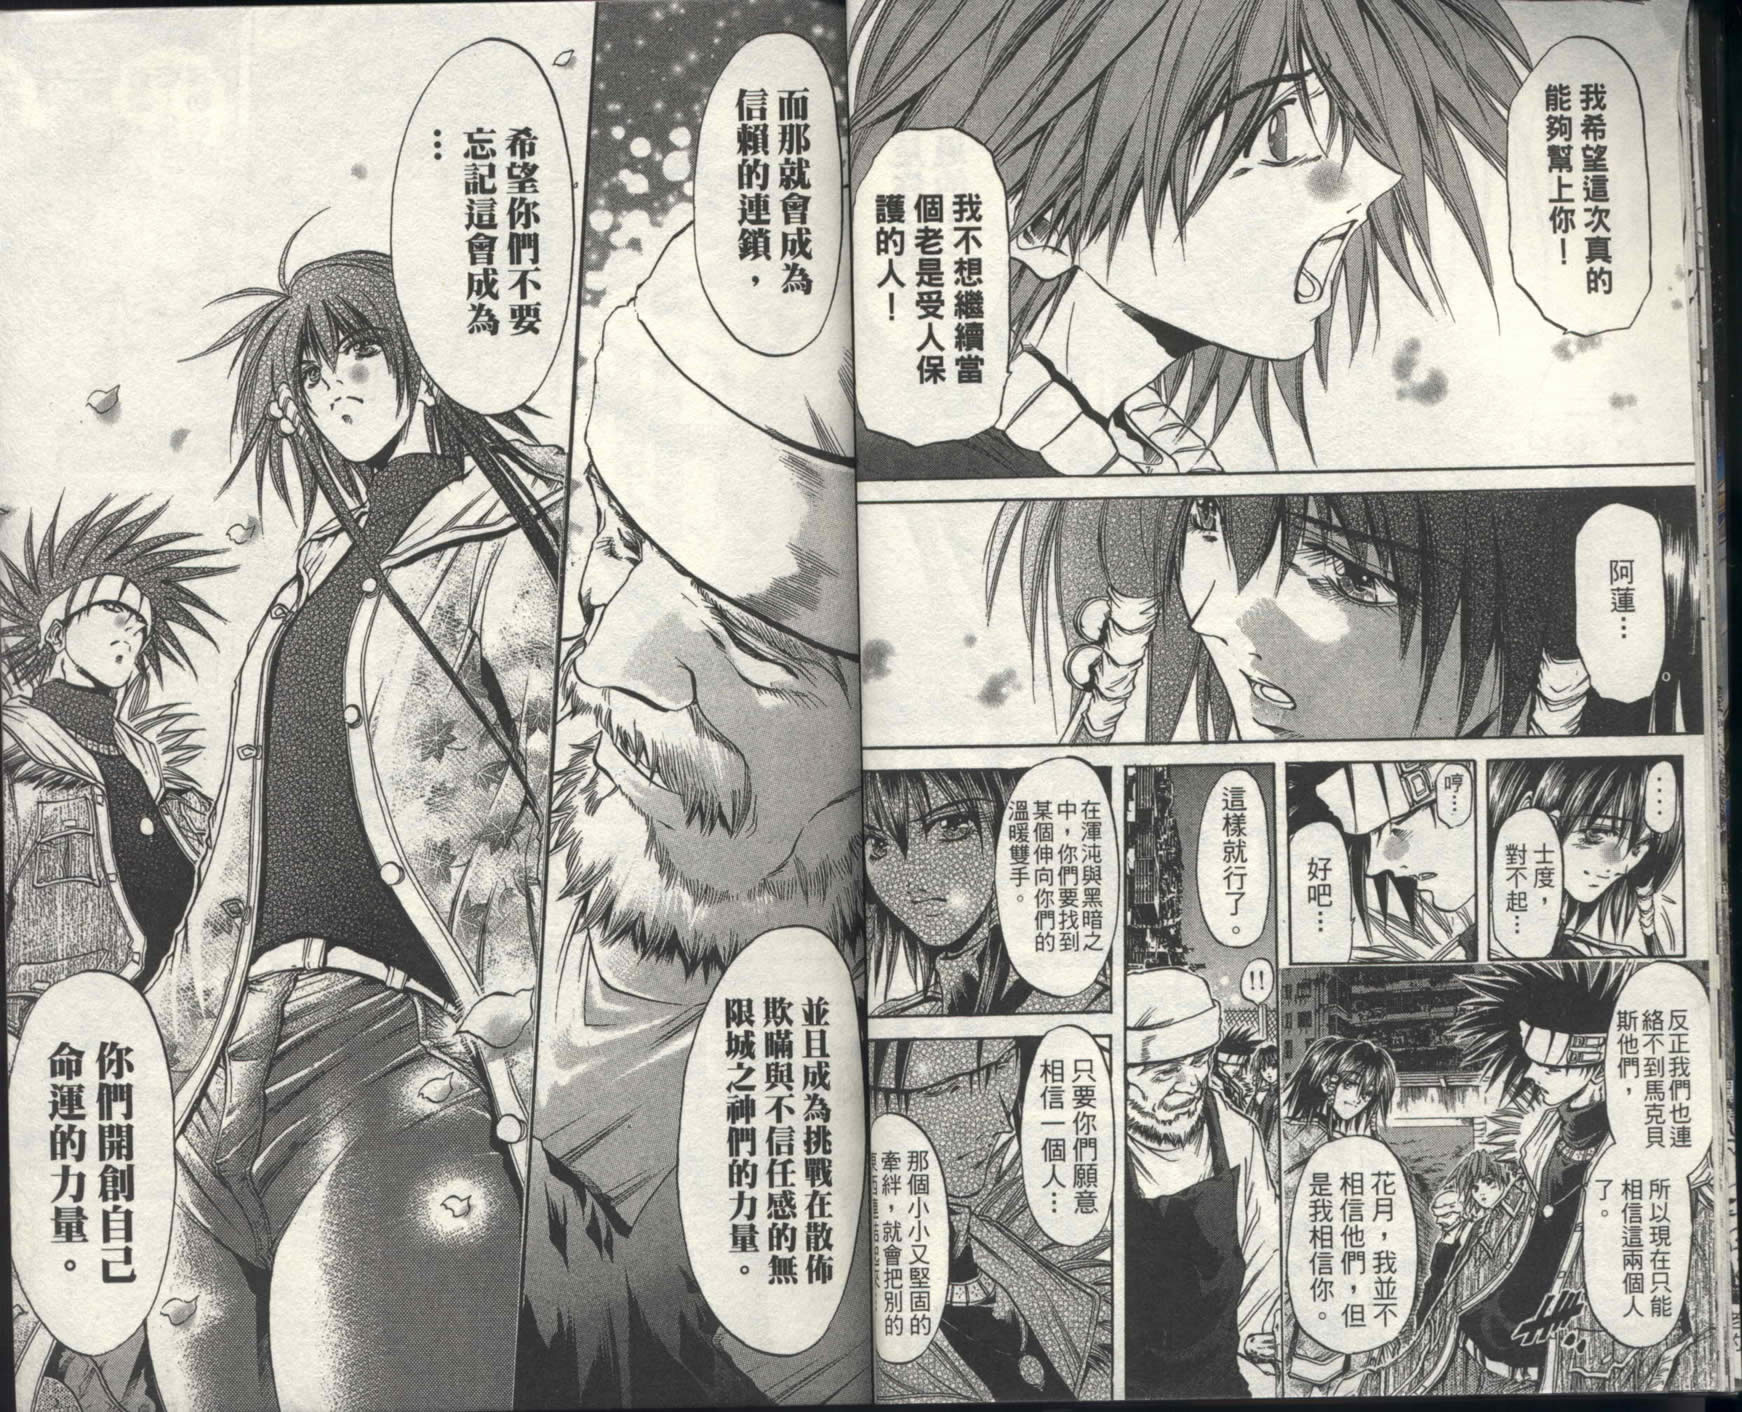 我希望這次真的
能夠幫上你！
我不想繼續當
個老是受人保
護的人！
阿蓮…
…
士度，
對不起…
哼…
好吧…
這樣就行了。
反正我們也連
絡不到馬克貝
斯他們，
所以現在只能
相信這兩個人
了。
花月，我並不
相信他們，但
是我相信你。
!!
在渾沌與黑暗之
中，你們要找到
某個伸向你們的
溫暖雙手。
只要你們願意
相信一個人…
那個小小又堅固的
牽絆，就會把別的
而那就會成為
信賴的連鎖，
並且成為挑戰在散佈
欺瞞與不信任感的無
限城之神們的力量。
希望你們不要
忘記這會成為
…
你們開創自己
命運的力量。